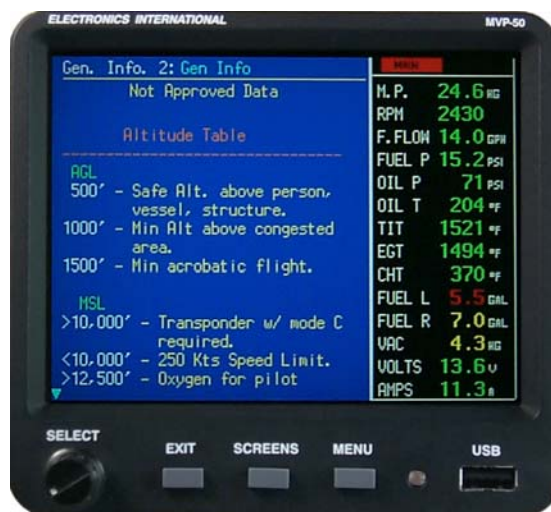 ELECTRONICS INTERNATIONAL
MVP-50
Gen. Info. 2: Gen Info
Not Approved Data
Altitude Table
AGL
500' - Safe Alt. above person,
vessel, structure.
1000' - Min Alt above congested
area.
1500' - Min acrobatic flight.
MSL
>10,000' - Transponder w/ mode C
required.
<10,000' - 250 Kts Speed Limit.
>12,500' - Oxygen for pilot
M.P. 24.6 HG
RPM 2430
F.FLOW 14.0 GPH
FUEL P 15.2 PSI
OIL P 71 PSI
OIL T 204 °F
TIT 1521 °F
EGT 1494 °F
CHT 370 °F
FUEL L 5.5 GAL
FUEL R 7.0 GAL
VAC 4.3 HG
VOLTS 13.6 V
AMPS 11.3 A
SELECT
EXIT
SCREENS
MENU
USB